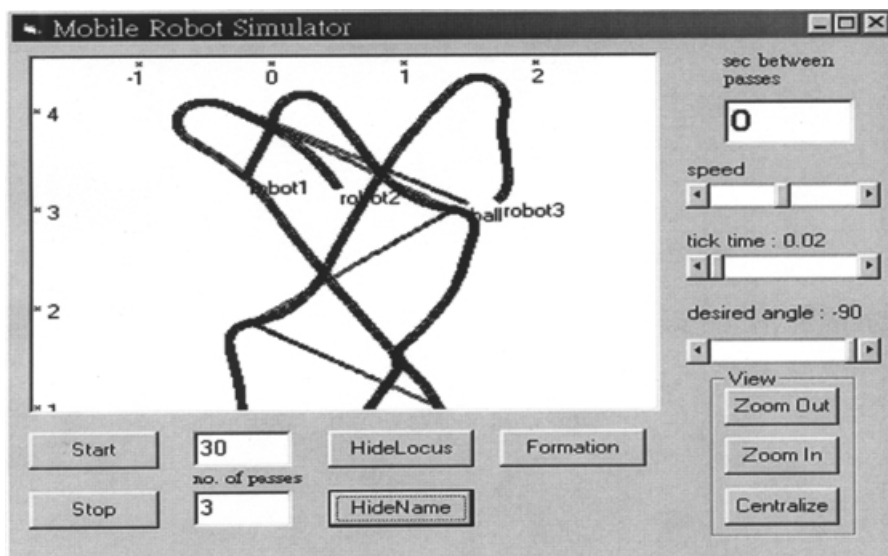 Mobile Robot Simulator
-1 0 1 2
4
3
2
1
robot1
robot2
ball
robot3
sec between
passes
0
speed
tick time : 0.02
desired angle : -90
View
Zoom Out
Zoom In
Centralize
Start
30
HideLocus
Formation
no. of passes
Stop
3
HideName